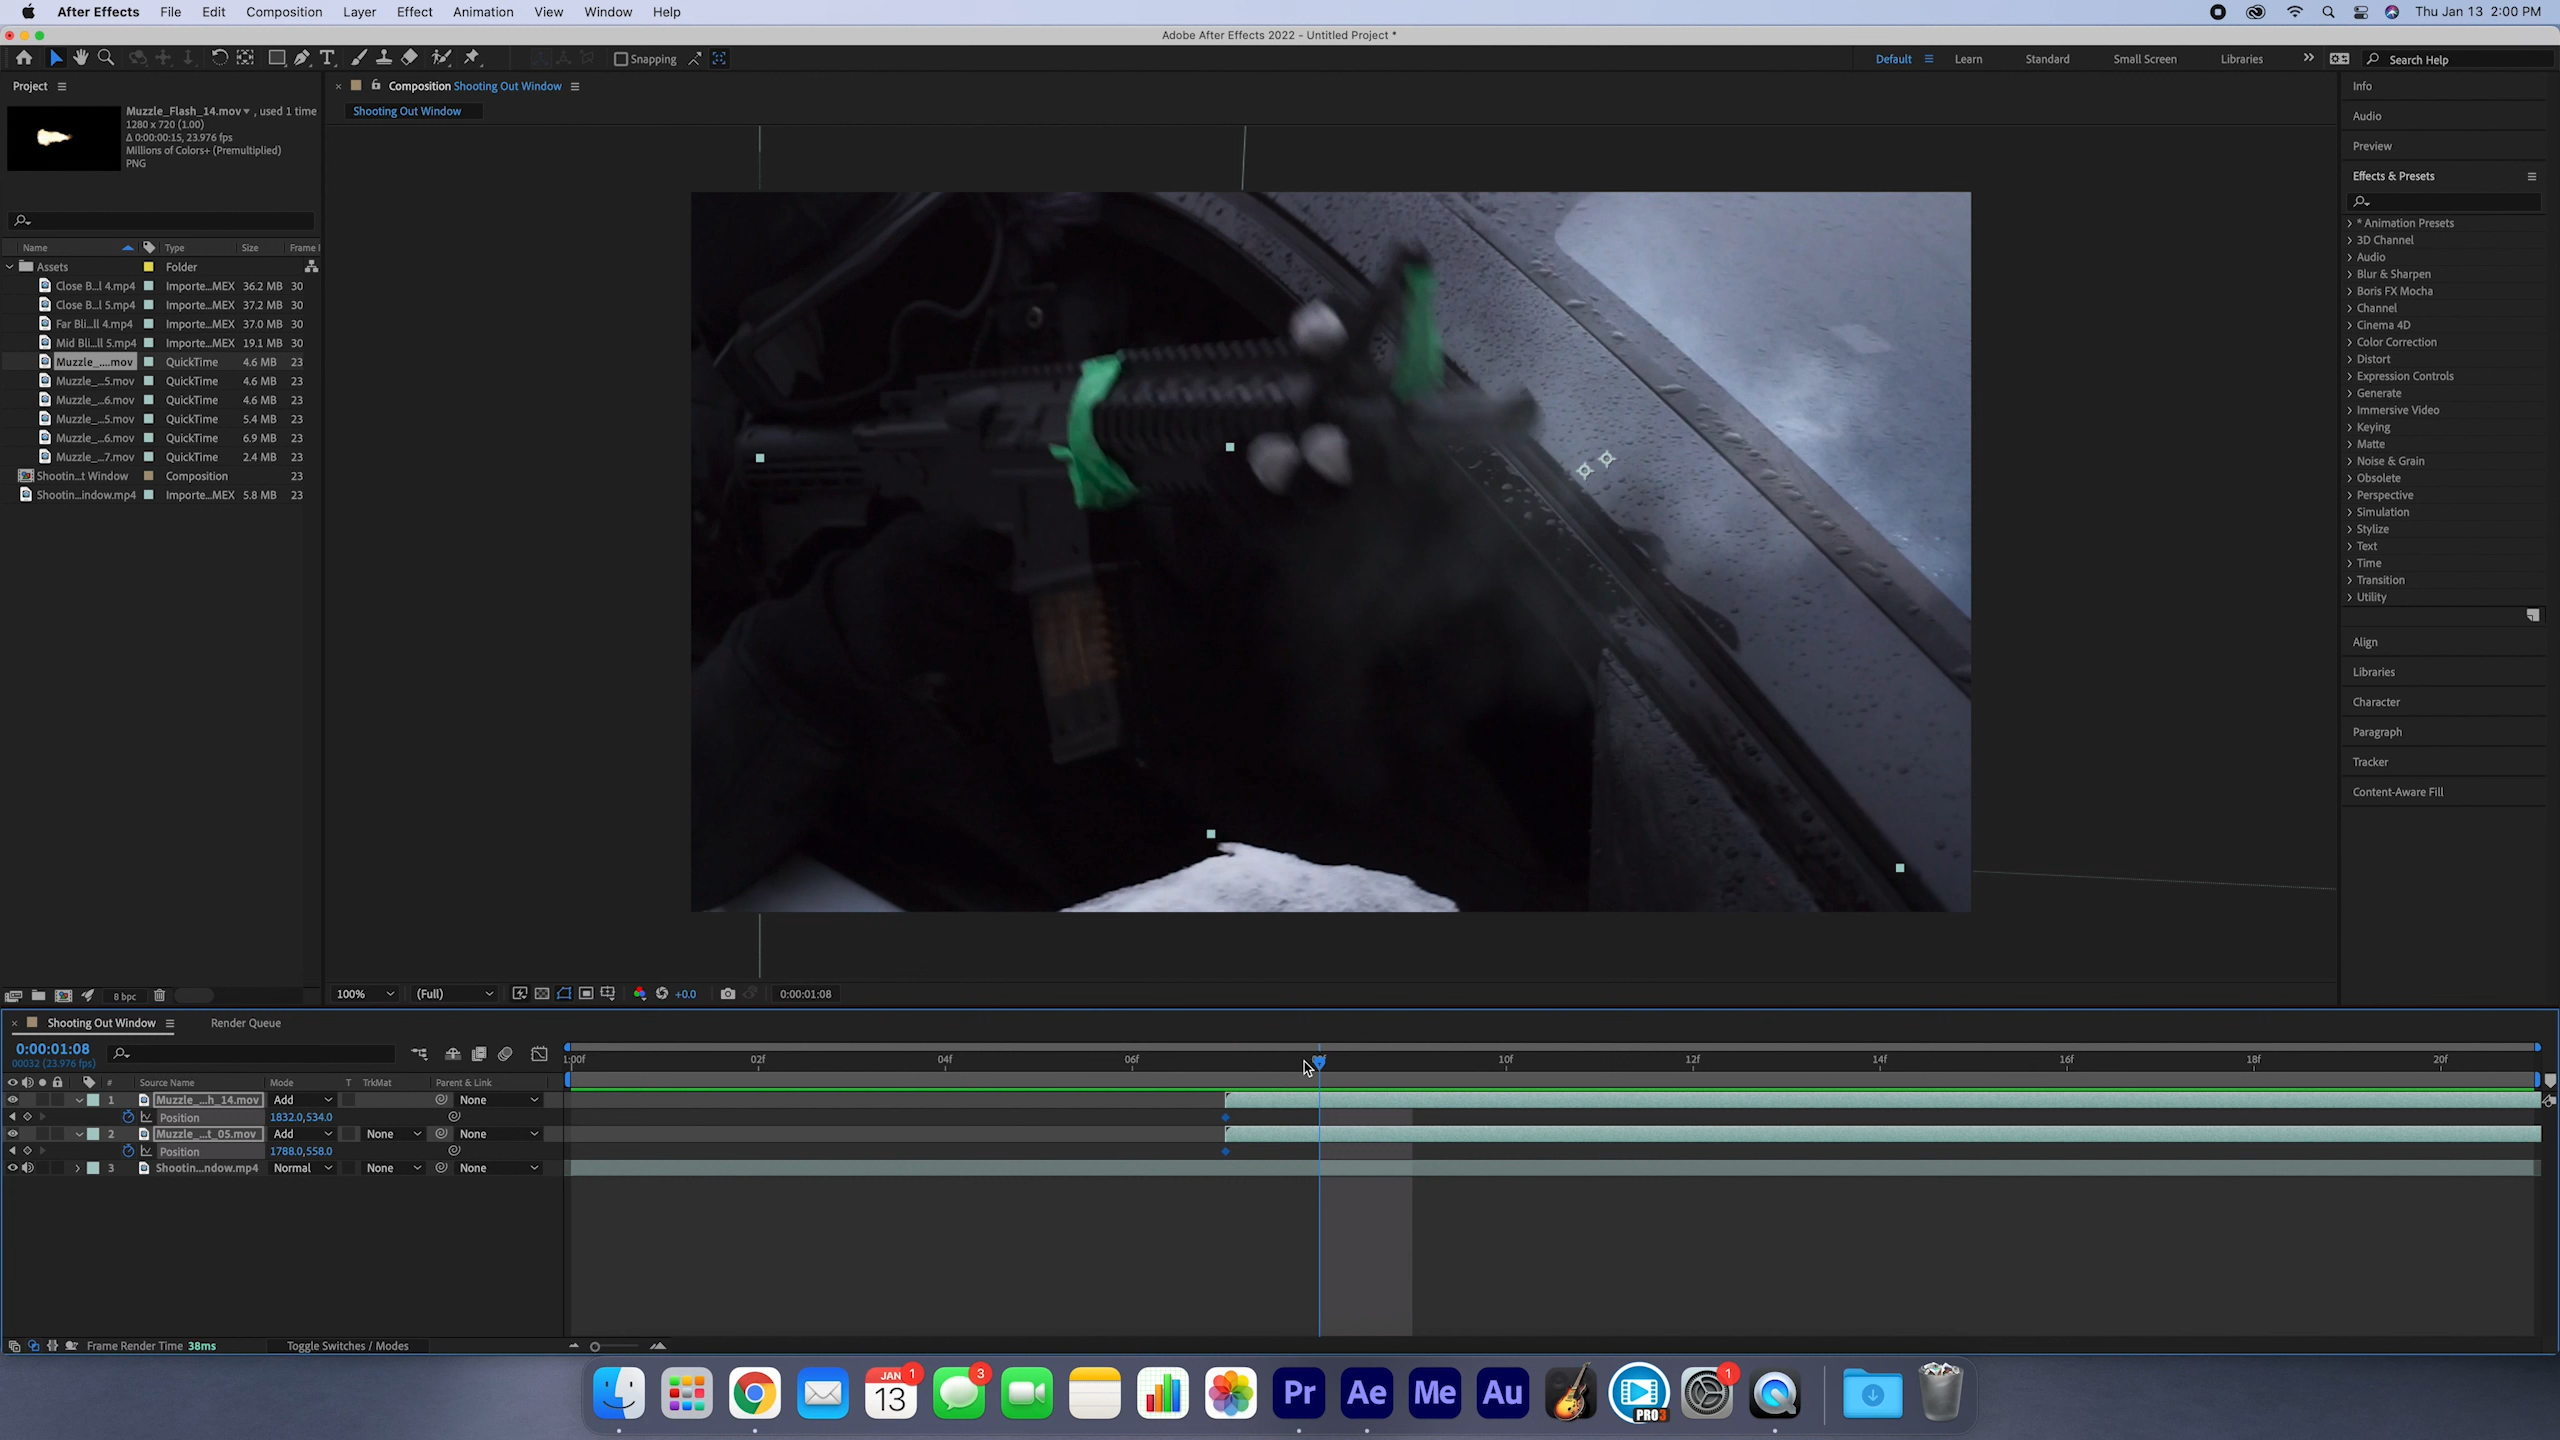 After Effects File Edit Composition Layer Effect Animation View Window Help Thu Jan 13 2:00 PM
Adobe After Effects 2022 - Untitled Project *
Snapping Default Learn Standard Small Screen Libraries Search Help
Project
Muzzle_Flash_14.mov , used 1 time
1280 x 720 (1.00)
Δ 0:00:00:15, 23.976 fps
Millions of Colors+ (Premultiplied)
PNG
Name Type Size Frame
Assets Folder
Close B...l 4.mp4 Importe...MEX 36.2 MB 30
Close B...l 5.mp4 Importe...MEX 37.2 MB 30
Far Bli...ll 4.mp4 Importe...MEX 37.0 MB 30
Mid Bli...ll 5.mp4 Importe...MEX 19.1 MB 30
Muzzle_....mov QuickTime 4.6 MB 23
Muzzle_...5.mov QuickTime 4.6 MB 23
Muzzle_...6.mov QuickTime 4.6 MB 23
Muzzle_...5.mov QuickTime 5.4 MB 23
Muzzle_...6.mov QuickTime 6.9 MB 23
Muzzle_...7.mov QuickTime 2.4 MB 23
Shootin...t Window Composition 23
Shootin...indow.mp4 Importe...MEX 5.8 MB 23
8 bpc
Composition Shooting Out Window
Shooting Out Window
100% (Full) +0.0 0:00:01:08
Info
Audio
Preview
Effects & Presets
* Animation Presets
3D Channel
Audio
Blur & Sharpen
Boris FX Mocha
Channel
Cinema 4D
Color Correction
Distort
Expression Controls
Generate
Immersive Video
Keying
Matte
Noise & Grain
Obsolete
Perspective
Simulation
Stylize
Text
Time
Transition
Utility
Align
Libraries
Character
Paragraph
Tracker
Content-Aware Fill
Shooting Out Window Render Queue
0:00:01:08
00032 (23.976 fps)
1:00f 02f 04f 06f 10f 12f 14f 16f 18f 20f
# Source Name Mode T TrkMat Parent & Link
1 Muzzle_...h_14.mov Add None
Position 1832.0,534.0
2 Muzzle_...t_05.mov Add None None
Position 1788.0,558.0
3 Shootin...ndow.mp4 Normal None None
Frame Render Time 38ms Toggle Switches / Modes
JAN 1 3 1
13 Pr Ae Me Au PRO3